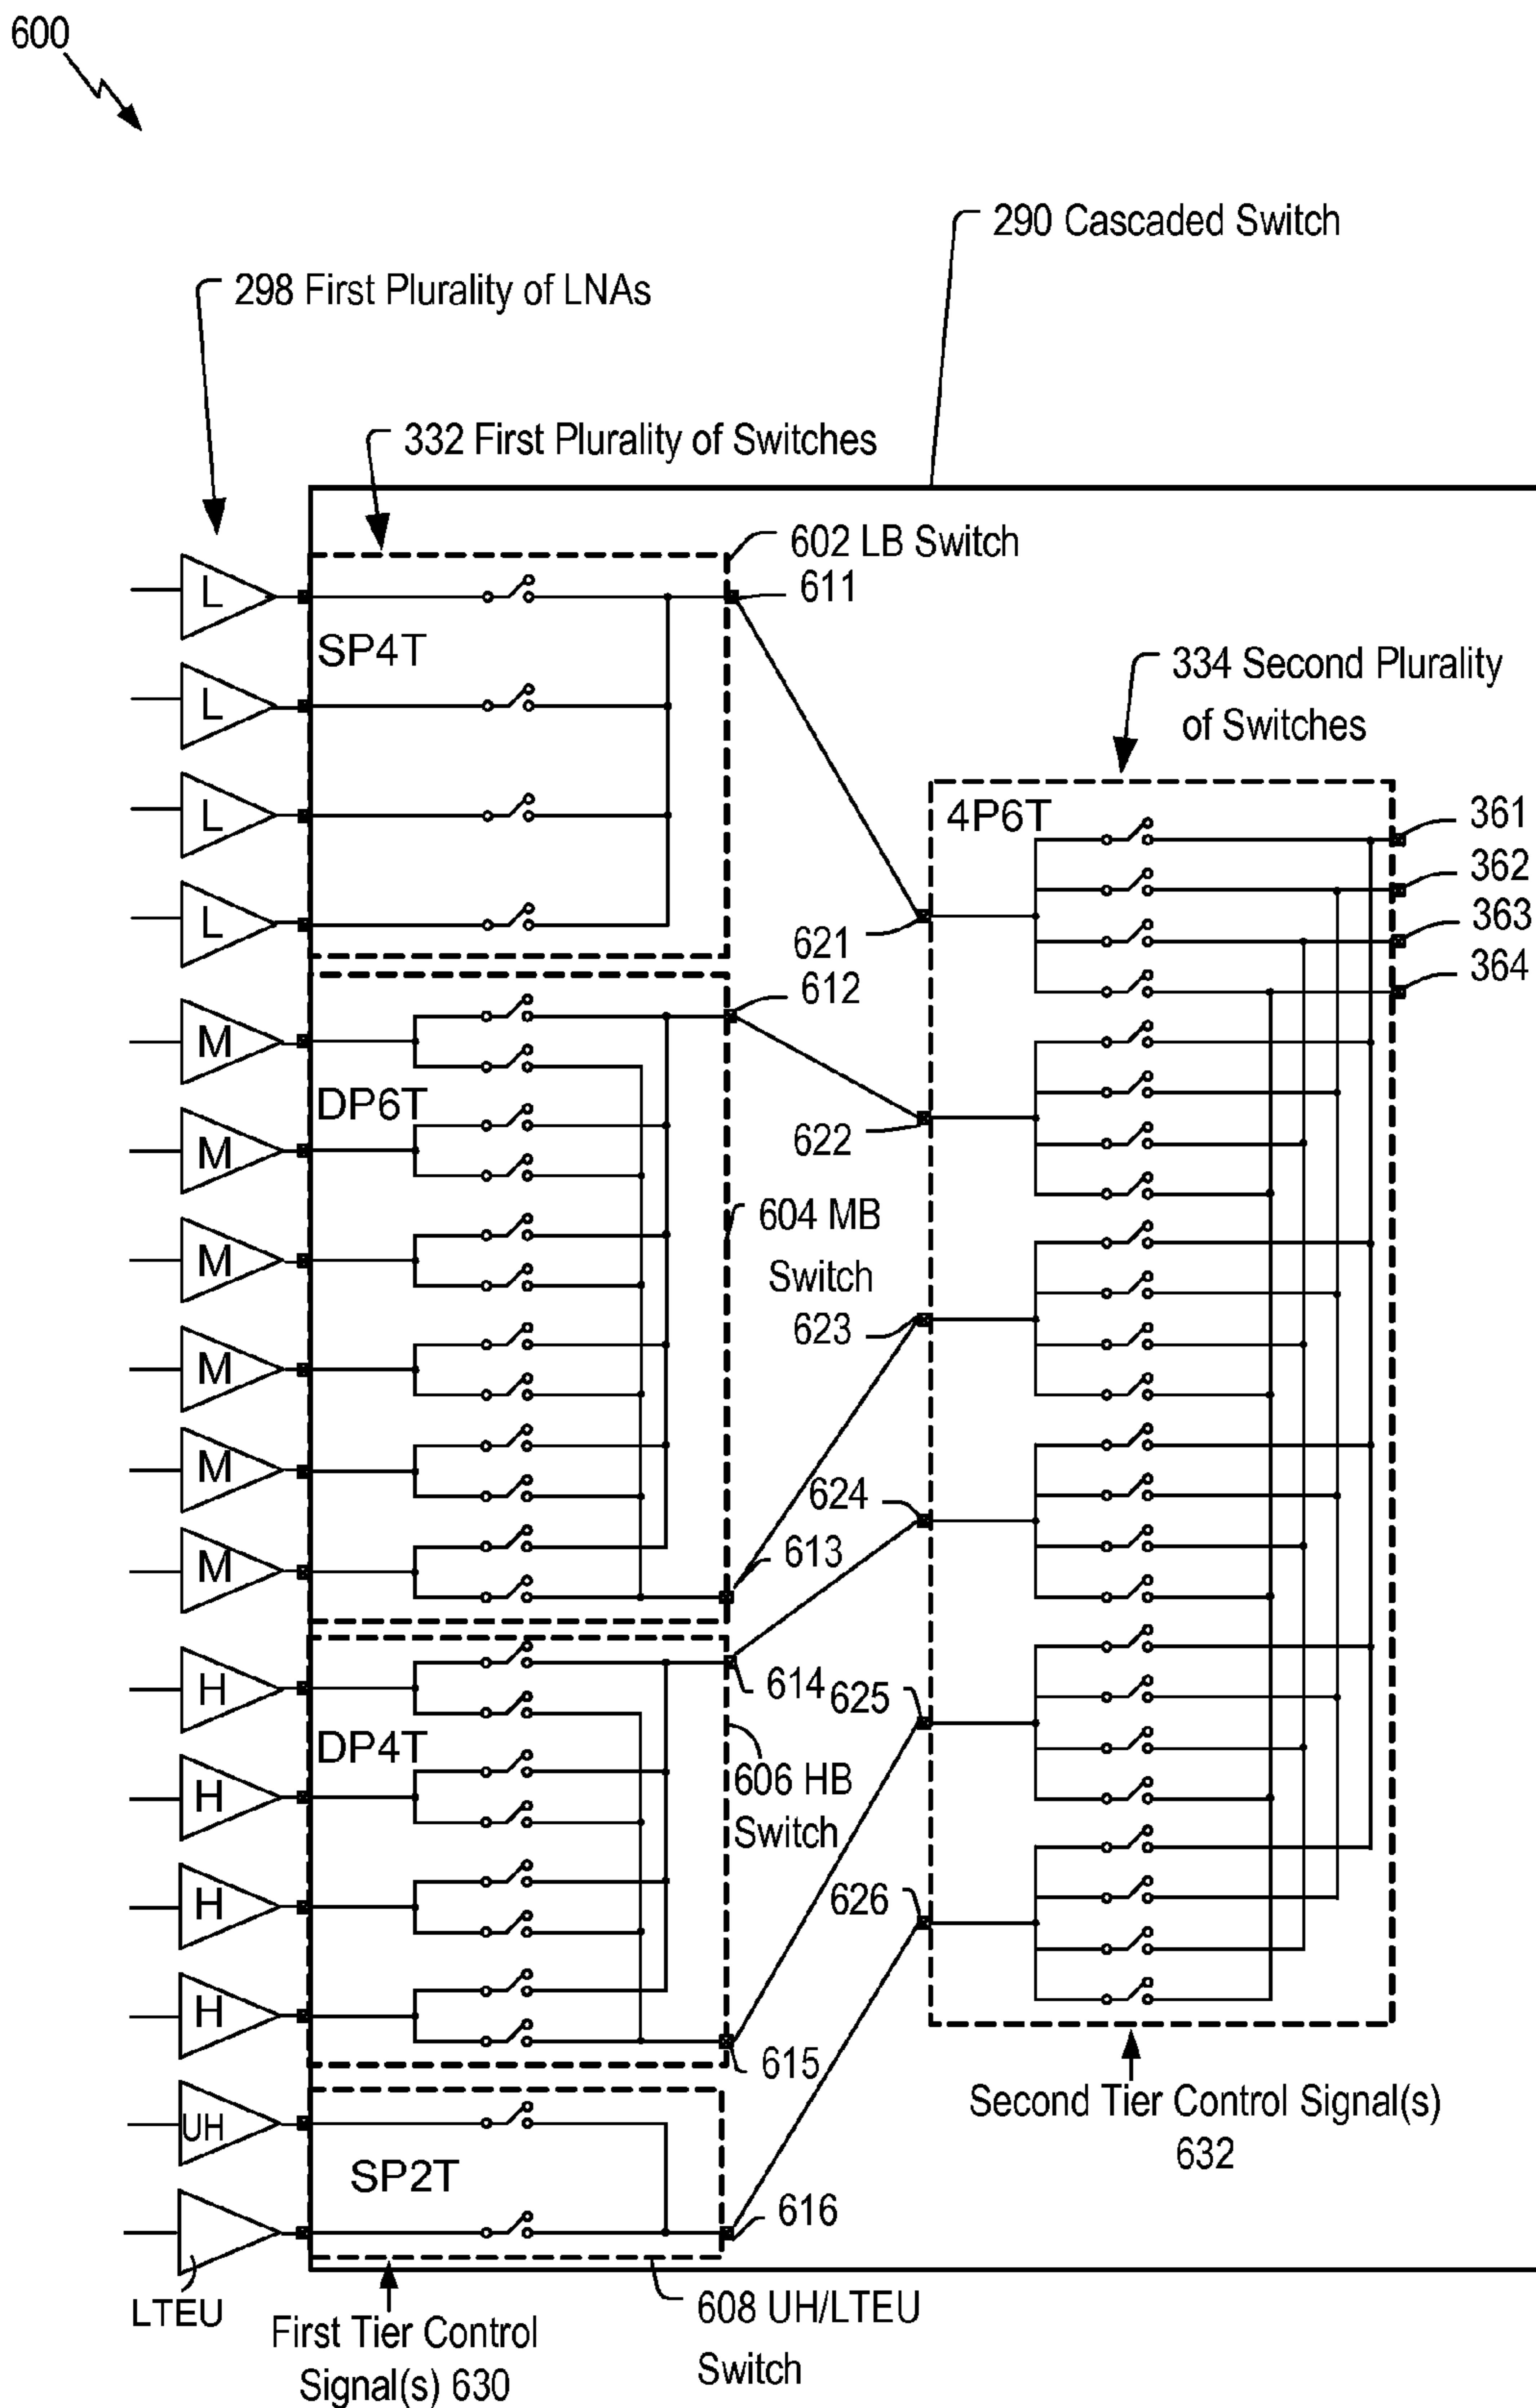 600
290 Cascaded Switch
298 First Plurality of LNAs
332 First Plurality of Switches
602 LB Switch
611
L
SP4T
L
L
L
334 Second Plurality
of Switches
4P6T
361
362
363
364
621
612
M
DP6T
M
M
M
M
M
622
604 MB
Switch
623
624
613
H
DP4T
H
H
H
614
625
606 HB
Switch
626
615
Second Tier Control Signal(s)
632
UH
SP2T
616
LTEU
First Tier Control
Signal(s) 630
608 UH/LTEU
Switch